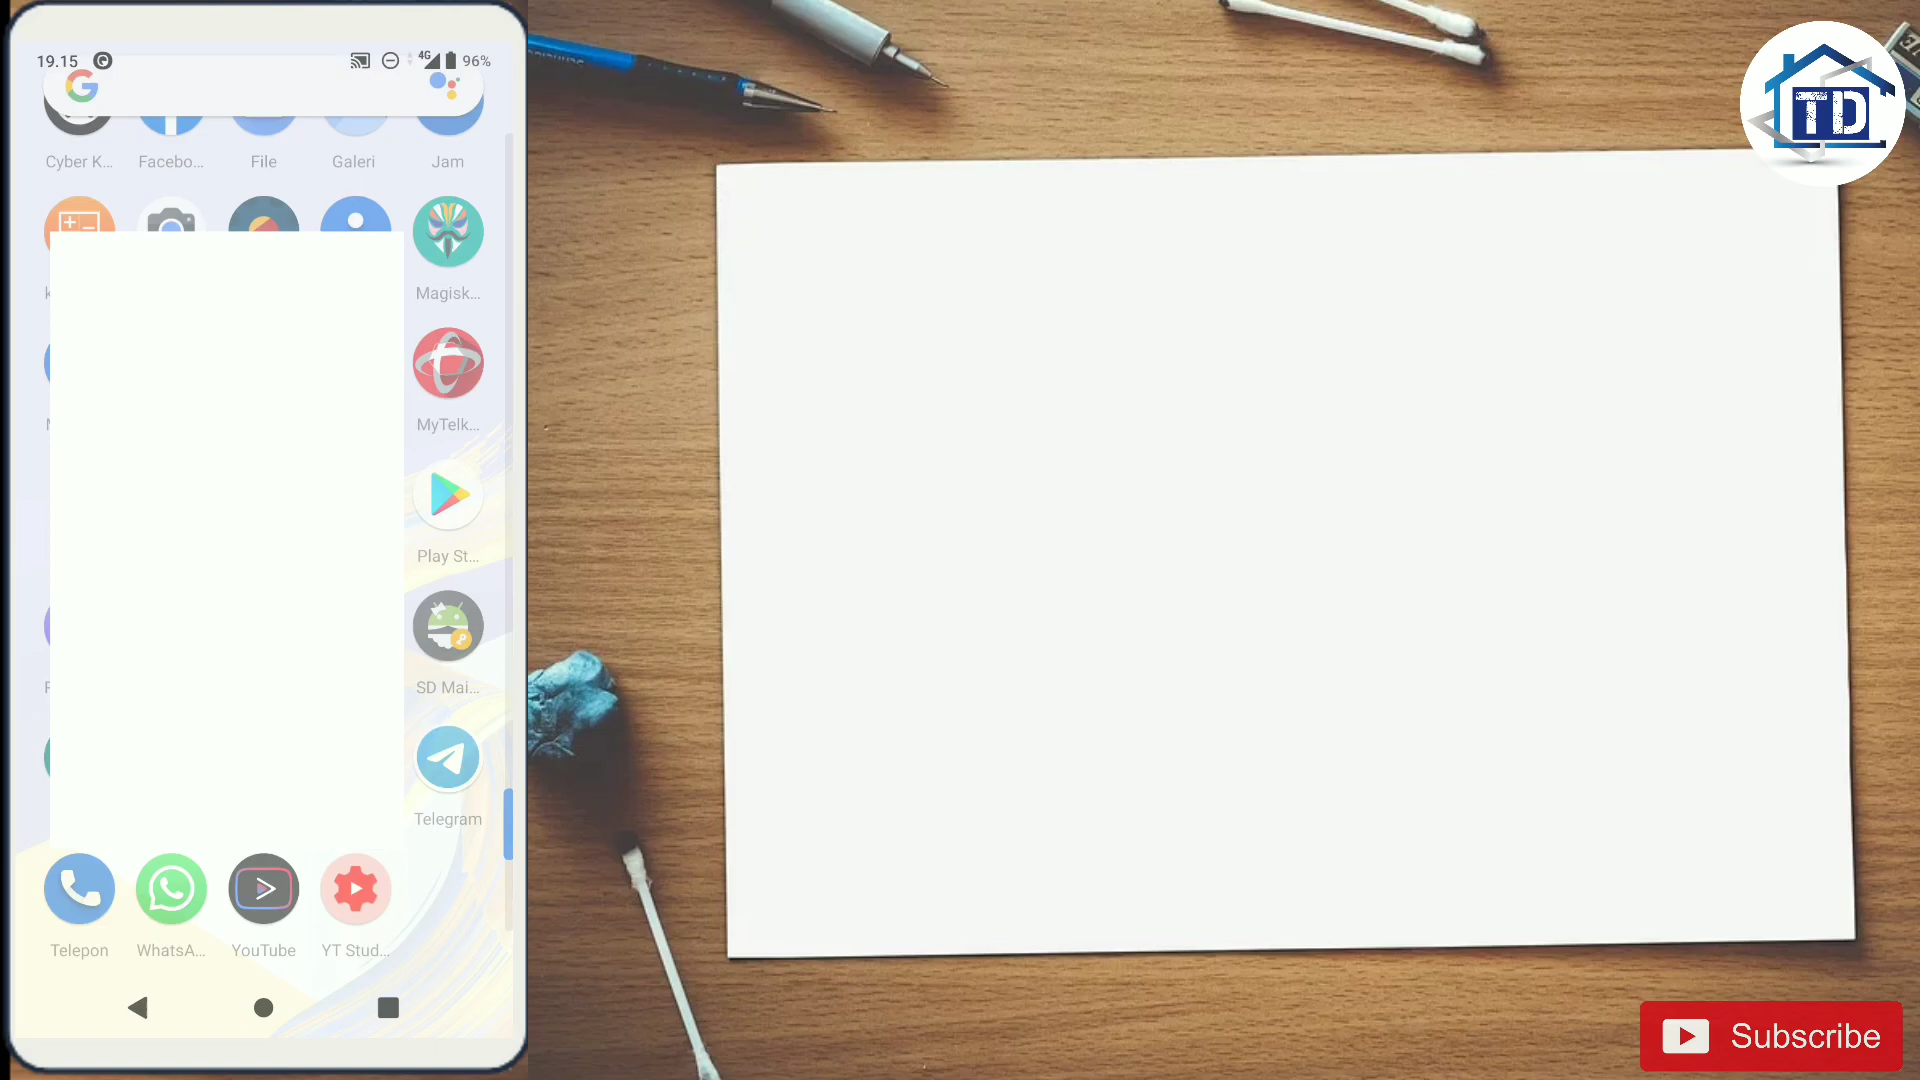 19.15
4G
96%
Cyber K...
Facebo...
File
Galeri
Jam
Magisk...
MyTelk...
Play St...
SD Mai...
Telegram
Telepon
WhatsA...
YouTube
YT Stud...
TD
Subscribe